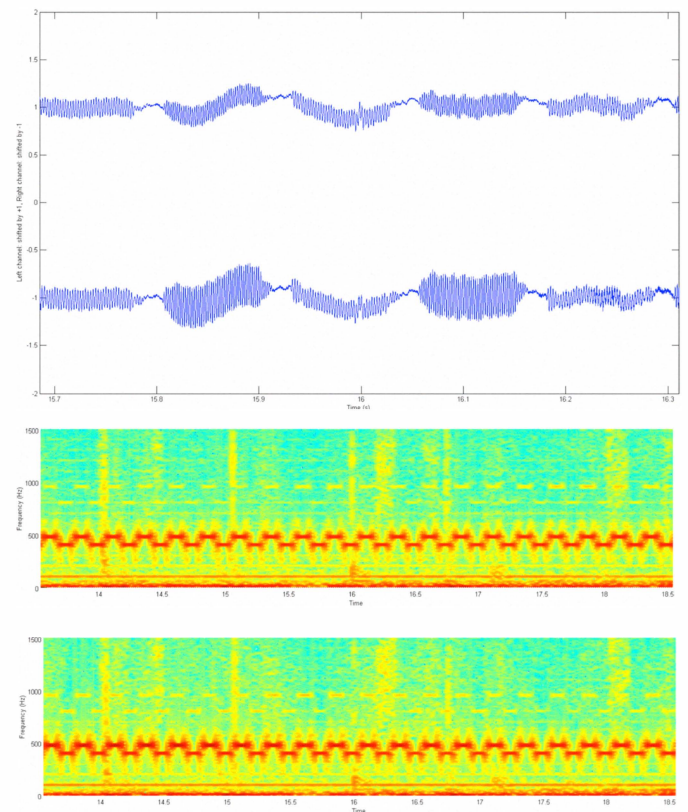 2
1.5
1
0.5
0
-0.5
-1
-1.5
-2
Left channel: shifted by +1, Right channel: shifted by -1
15.7 15.8 15.9 16 16.1 16.2 16.3
Time (s)
1500
1000
500
0
Frequency (Hz)
14 14.5 15 15.5 16 16.5 17 17.5 18 18.5
Time
1500
1000
500
0
Frequency (Hz)
14 14.5 15 15.5 16 16.5 17 17.5 18 18.5
Time